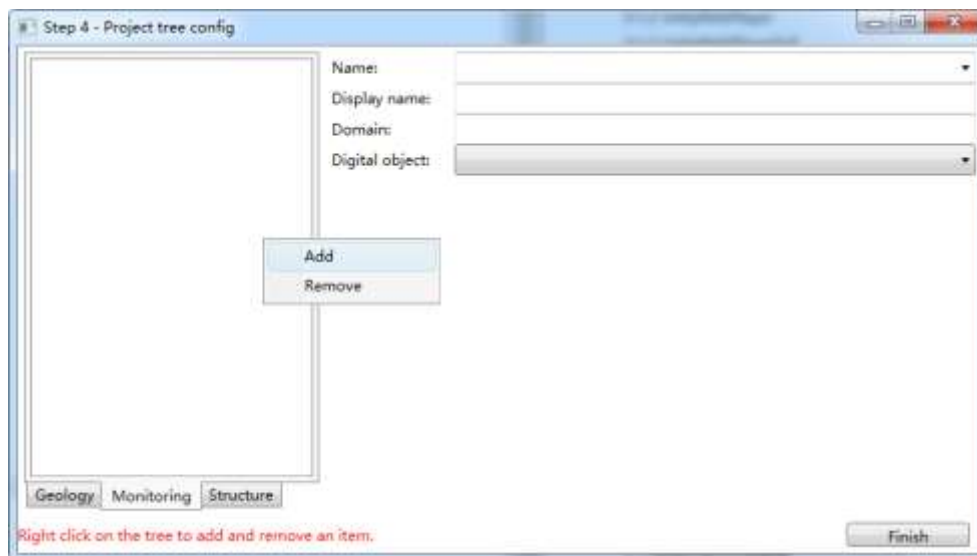 Step 4 - Project tree config
Name:
Display name:
Domain:
Digital object:
Add
Remove
Geology Monitoring Structure
Right click on the tree to add and remove an item.
Finish